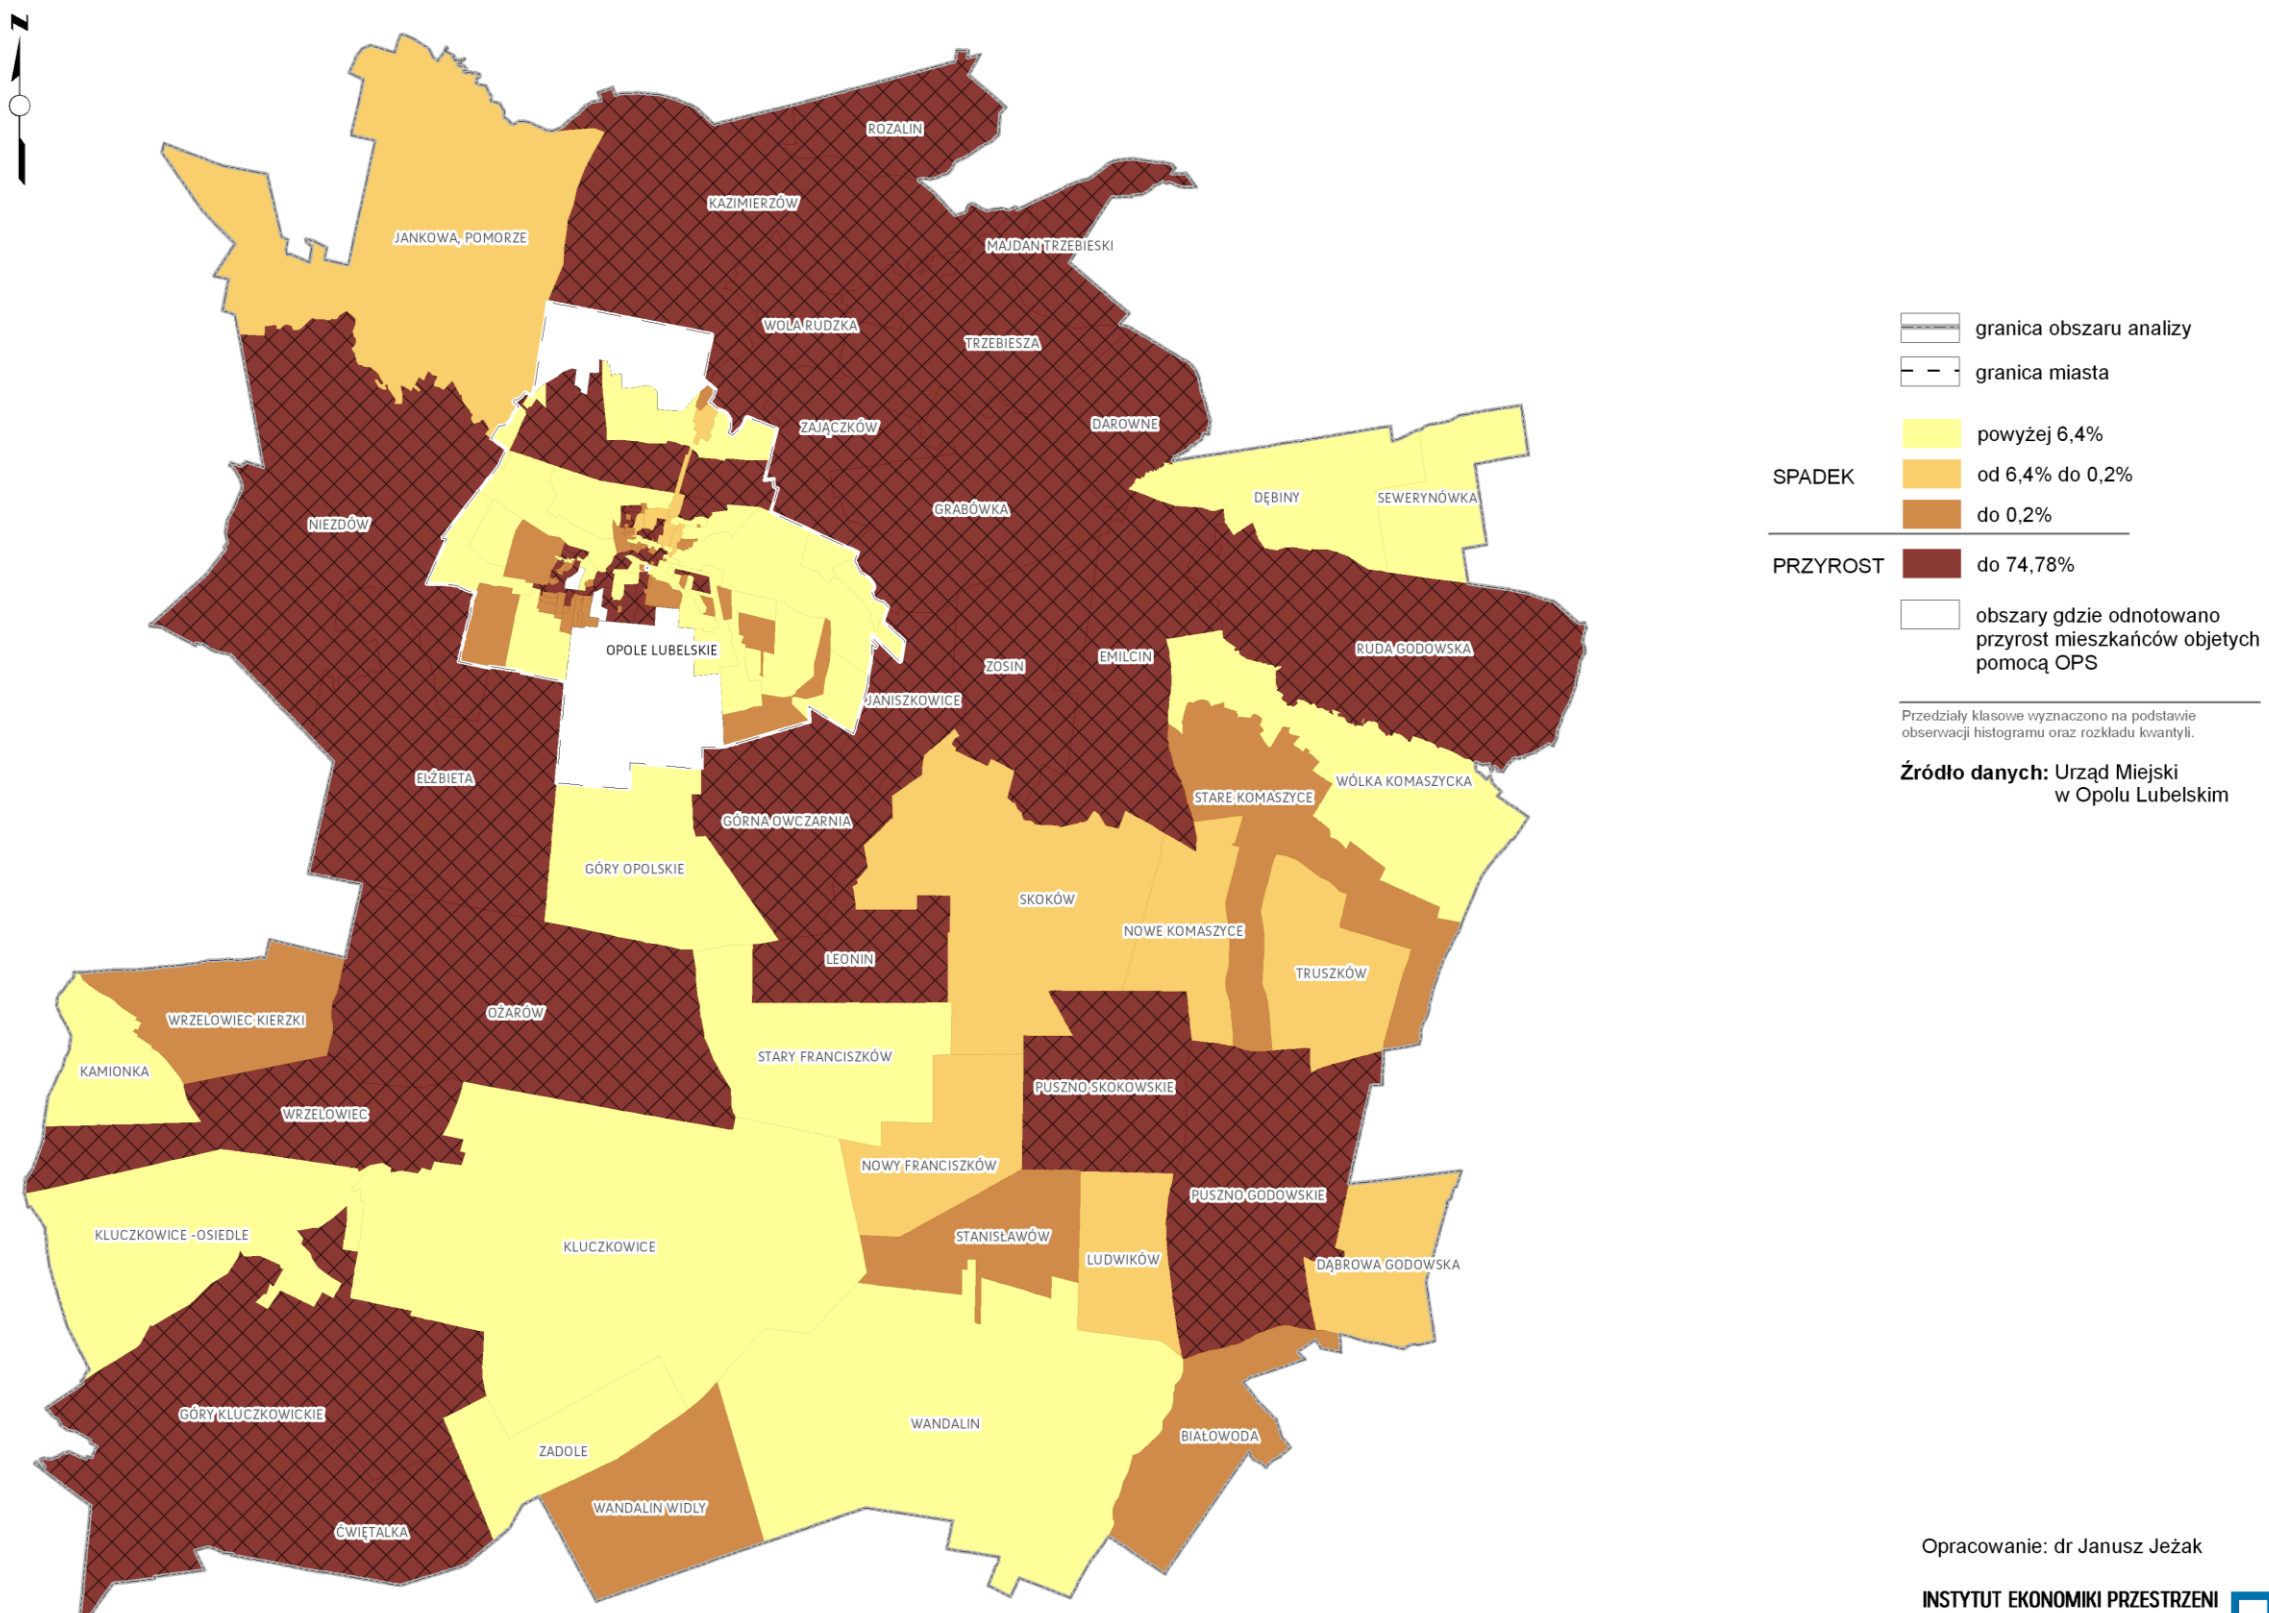 N
ROZALIN
KAZIMIERZÓW
JANKOWA, POMORZE
MAJDAN TRZEBIESKI
WOLA RUDZKA
TRZEBIESZA
ZAJĄCZKÓW
DAROWNE
DĘBINY
SEWERYNÓWKA
GRABÓWKA
NIEZDÓW
OPOLE LUBELSKIE
ZOSIN
EMILCIN
RUDA GODOWSKA
JANISZKOWICE
ELŻBIETA
WÓLKA KOMASZYCKA
STARE KOMASZYCE
GÓRNA OWCZARNIA
GÓRY OPOLSKIE
SKOKÓW
NOWE KOMASZYCE
LEONIN
TRUSZKÓW
OŻARÓW
WRZELOWIEC KIERZKI
STARY FRANCISZKÓW
KAMIONKA
PUSZNO SKOKOWSKIE
WRZELOWIEC
NOWY FRANCISZKÓW
PUSZNO GODOWSKIE
KLUCZKOWICE -OSIEDLE
STANISŁAWÓW
KLUCZKOWICE
LUDWIKÓW
DĄBROWA GODOWSKA
GÓRY KLUCZKOWICKIE
WANDALIN
BIAŁOWODA
ZADOLE
WANDALIN WIDLY
ĆWIĘTALKA
granica obszaru analizy
granica miasta
powyżej 6,4%
SPADEK od 6,4% do 0,2%
do 0,2%
PRZYROST do 74,78%
obszary gdzie odnotowano
przyrost mieszkańców objetych
pomocą OPS
Przedziały klasowe wyznaczono na podstawie
obserwacji histogramu oraz rozkładu kwantyli.
Źródło danych: Urząd Miejski
w Opolu Lubelskim
Opracowanie: dr Janusz Jeżak
INSTYTUT EKONOMIKI PRZESTRZENI